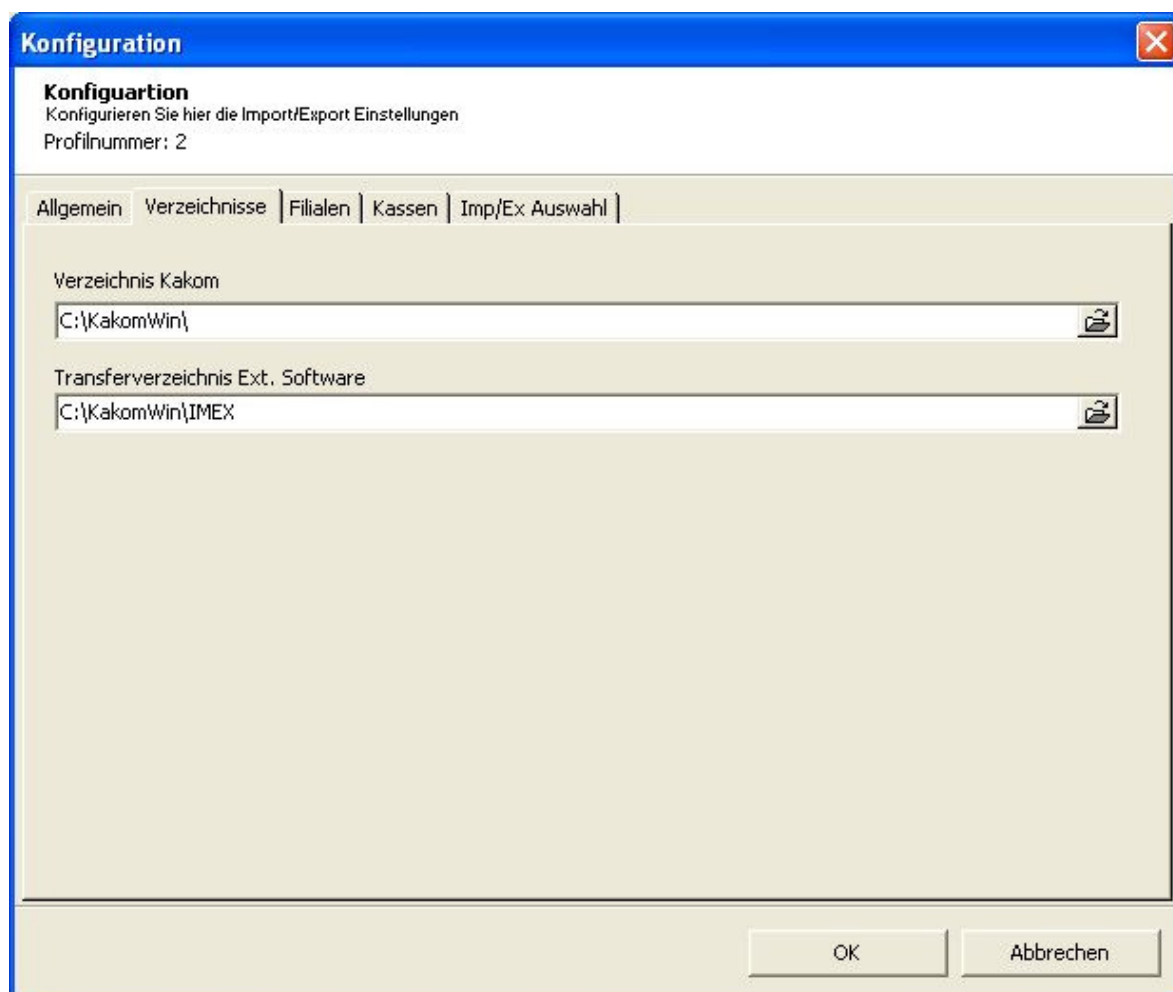 Konfiguration
Konfiguartion
Konfigurieren Sie hier die Import/Export Einstellungen
Profilnummer: 2
Allgemein Verzeichnisse Filialen Kassen Imp/Ex Auswahl
Verzeichnis Kakom
C:\KakomWin\
Transferverzeichnis Ext. Software
C:\KakomWin\IMEX
OK Abbrechen